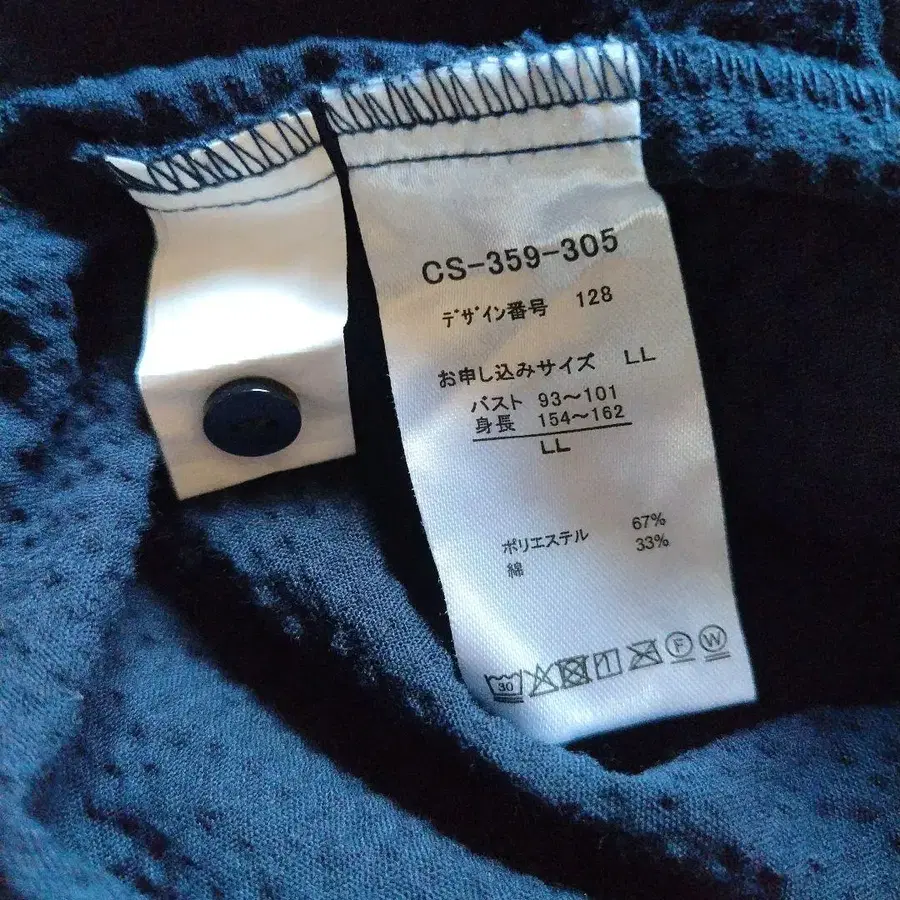 CS-359-305
デザイン番号 128
お申し込みサイズ LL
バスト 93〜101
身長 154〜162
LL
ポリエステル 67%
綿 33%
30 F W